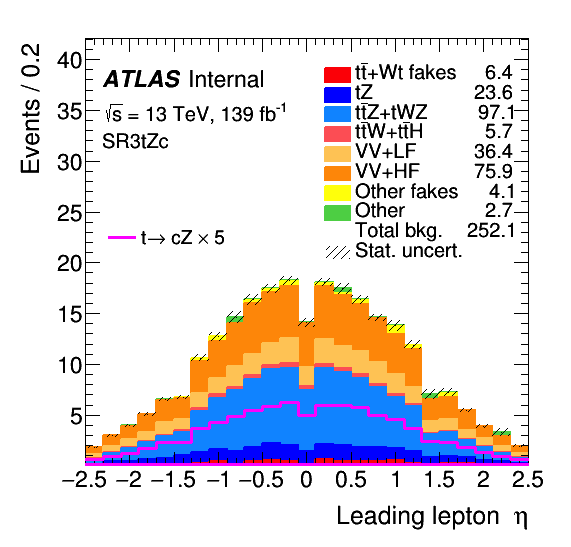 Events / 0.2
ATLAS Internal
√s = 13 TeV, 139 fb⁻¹
SR3tZc
t→ cZ × 5
tt̄+Wt fakes 6.4
tZ 23.6
tt̄Z+tWZ 97.1
tt̄W+tt̄H 5.7
VV+LF 36.4
VV+HF 75.9
Other fakes 4.1
Other 2.7
Total bkg. 252.1
Stat. uncert.
40
35
30
25
20
15
10
5
−2.5 −2 −1.5 −1 −0.5 0 0.5 1 1.5 2 2.5
Leading lepton η